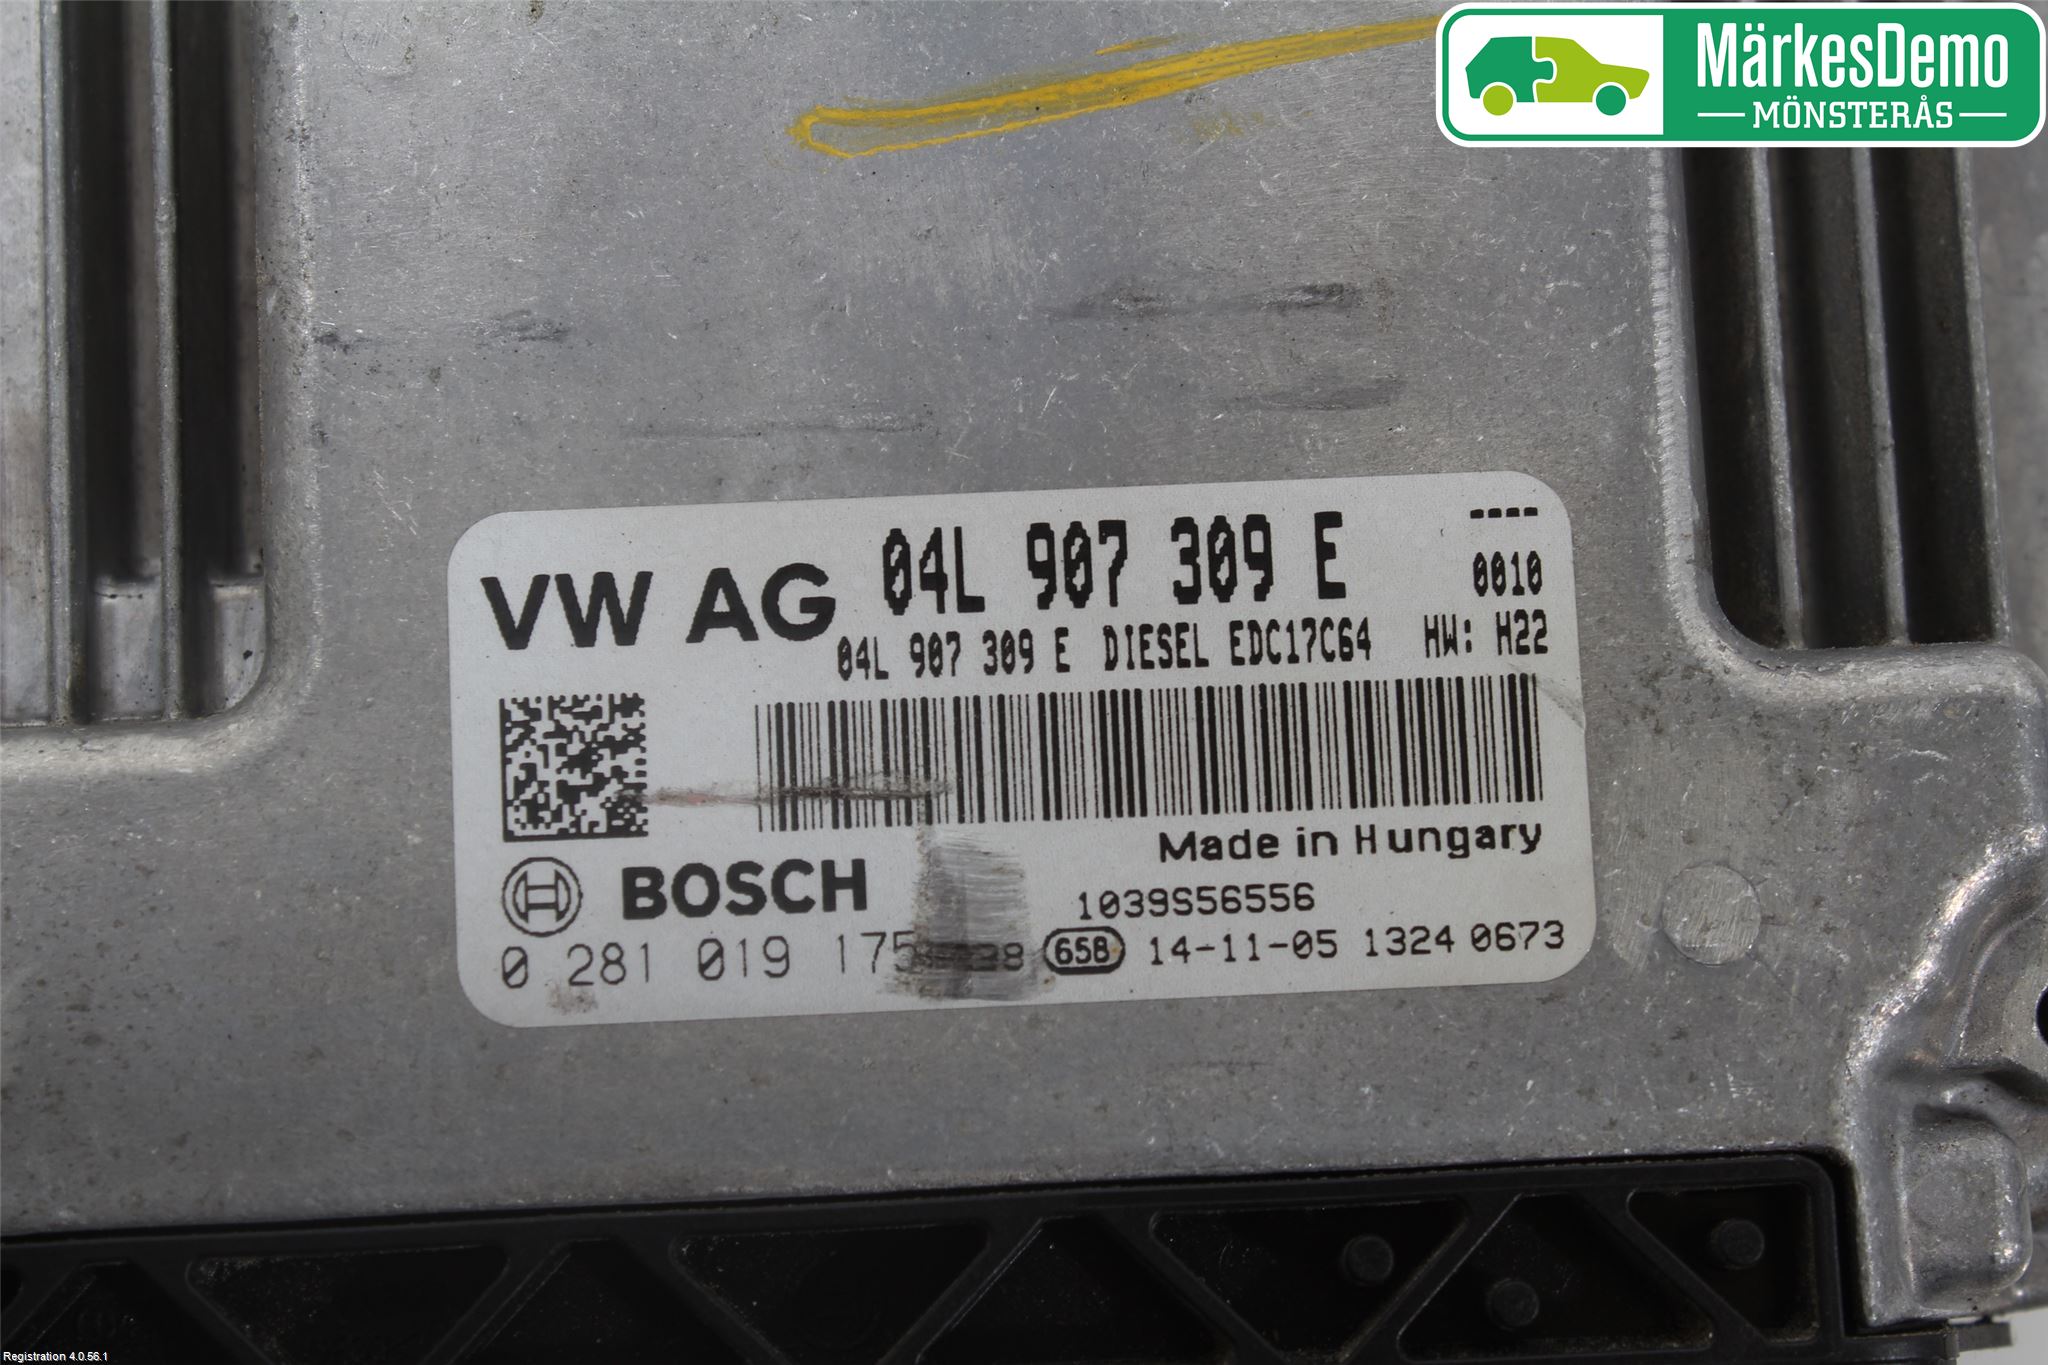 MärkesDemo
MÖNSTERÅS
VW AG 04L 907 309 E ----
0010
04L 907 309 E DIESEL EDC17C64 HW: H22
Made in Hungary
BOSCH
1039S56556
0 281 019 175 658 14-11-05 1324 0673
Registration 4.0.56.1